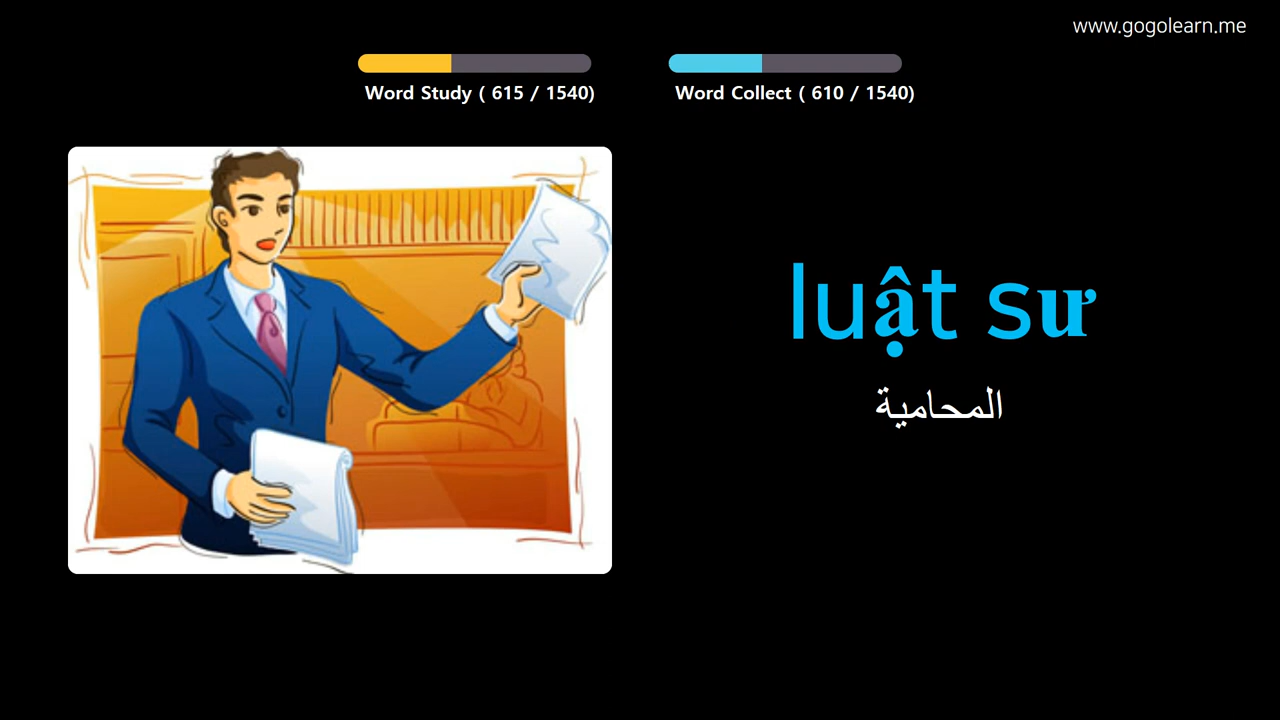 www.gogolearn.me
Word Study ( 615 / 1540)
Word Collect ( 610 / 1540)
luật sư
المحامية